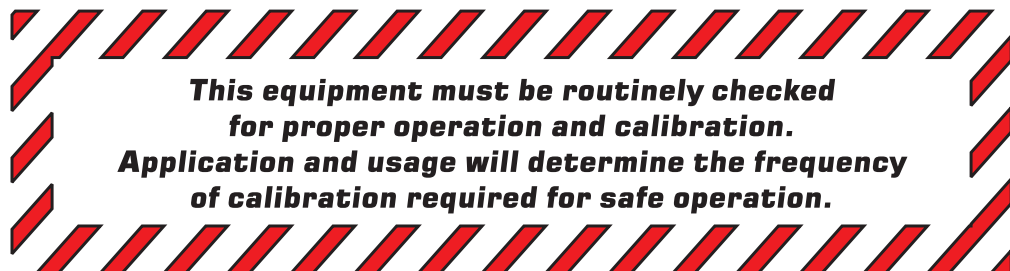 This equipment must be routinely checked
for proper operation and calibration.
Application and usage will determine the frequency
of calibration required for safe operation.